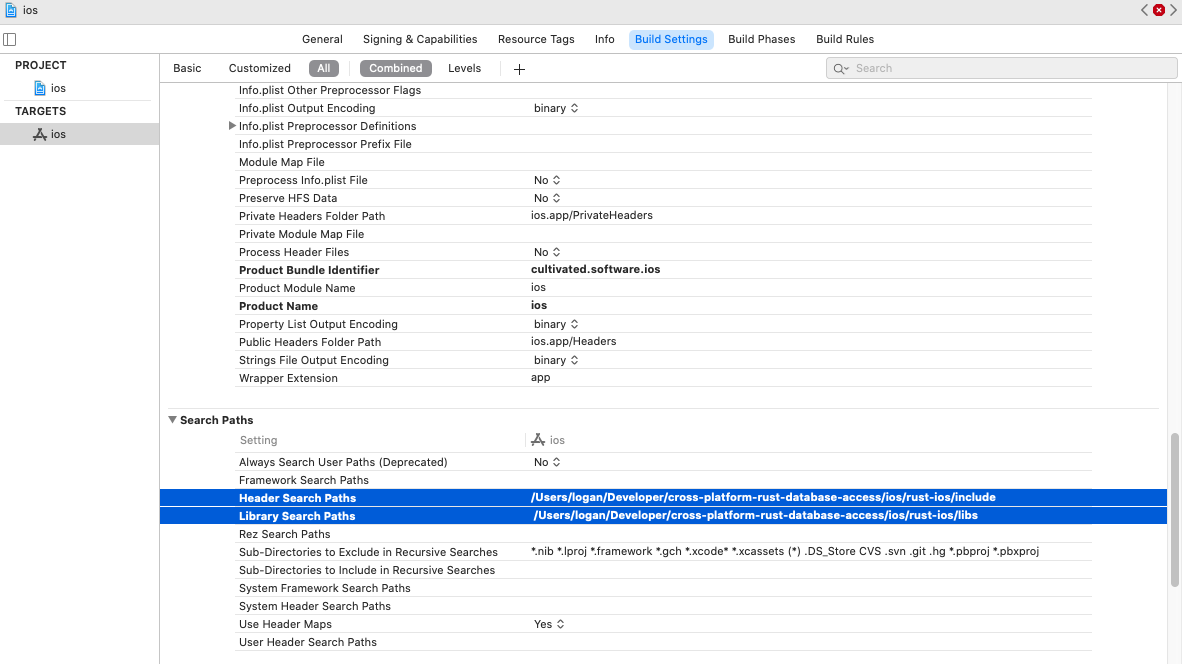 ios
General Signing & Capabilities Resource Tags Info Build Settings Build Phases Build Rules
PROJECT
ios
TARGETS
ios
Basic Customized All Combined Levels + Search
Info.plist Other Preprocessor Flags
Info.plist Output Encoding binary
Info.plist Preprocessor Definitions
Info.plist Preprocessor Prefix File
Module Map File
Preprocess Info.plist File No
Preserve HFS Data No
Private Headers Folder Path ios.app/PrivateHeaders
Private Module Map File
Process Header Files No
Product Bundle Identifier cultivated.software.ios
Product Module Name ios
Product Name ios
Property List Output Encoding binary
Public Headers Folder Path ios.app/Headers
Strings File Output Encoding binary
Wrapper Extension app
Search Paths
Setting ios
Always Search User Paths (Deprecated) No
Framework Search Paths
Header Search Paths /Users/logan/Developer/cross-platform-rust-database-access/ios/rust-ios/include
Library Search Paths /Users/logan/Developer/cross-platform-rust-database-access/ios/rust-ios/libs
Rez Search Paths
Sub-Directories to Exclude in Recursive Searches *.nib *.lproj *.framework *.gch *.xcode* *.xcassets (*) .DS_Store CVS .svn .git .hg *.pbproj *.pbxproj
Sub-Directories to Include in Recursive Searches
System Framework Search Paths
System Header Search Paths
Use Header Maps Yes
User Header Search Paths